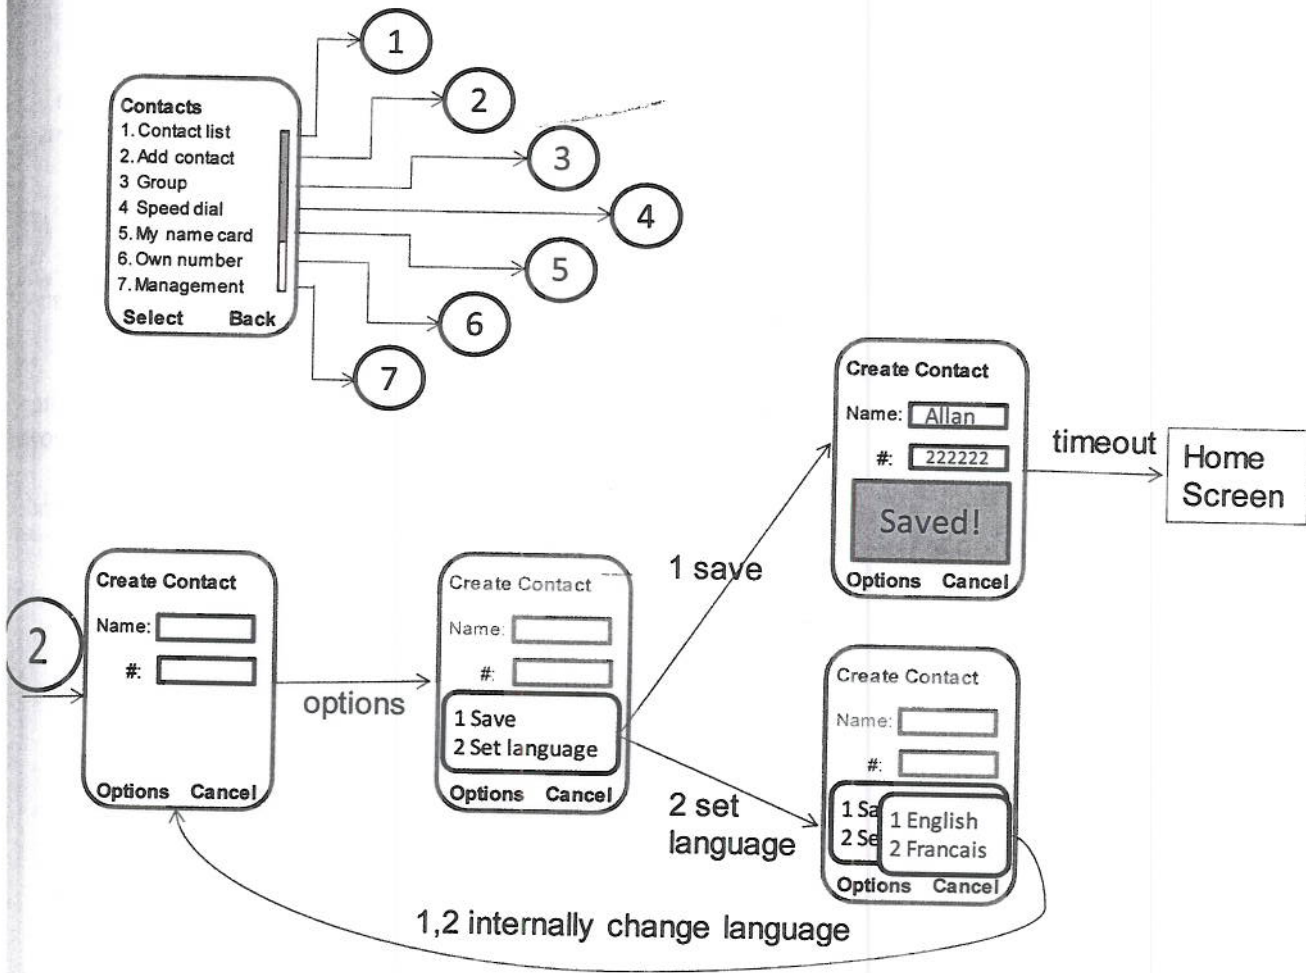 1
2
3
4
5
6
7
Contacts
1. Contact list
2. Add contact
3 Group
4 Speed dial
5. My name card
6. Own number
7. Management
Select Back
2
Create Contact
Name:
#:
Options Cancel
options
Create Contact
Name:
#:
1 Save
2 Set language
Options Cancel
1 save
2 set
language
Create Contact
Name: Allan
#: 222222
Saved!
Options Cancel
timeout
Home
Screen
Create Contact
Name:
#:
1 Sa
2 Se
1 English
2 Francais
Options Cancel
1,2 internally change language